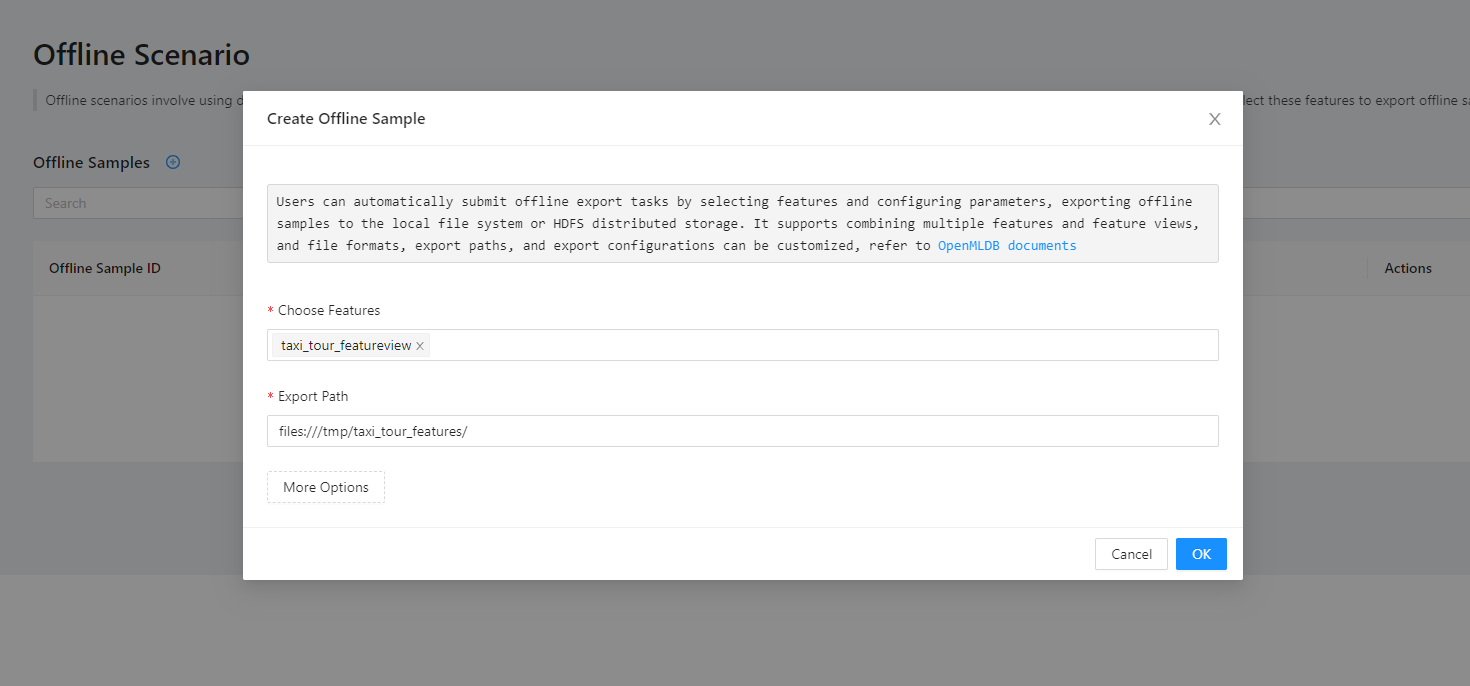 Offline Scenario
Offline scenarios involve using
lect these features to export offline
Create Offline Sample
Offline Samples
Search
Users can automatically submit offline export tasks by selecting features and configuring parameters, exporting offline
samples to the local file system or HDFS distributed storage. It supports combining multiple features and feature views,
and file formats, export paths, and export configurations can be customized, refer to OpenMLDB documents
Offline Sample ID
Actions
* Choose Features
taxi_tour_featureview
* Export Path
files:///tmp/taxi_tour_features/
More Options
Cancel
OK